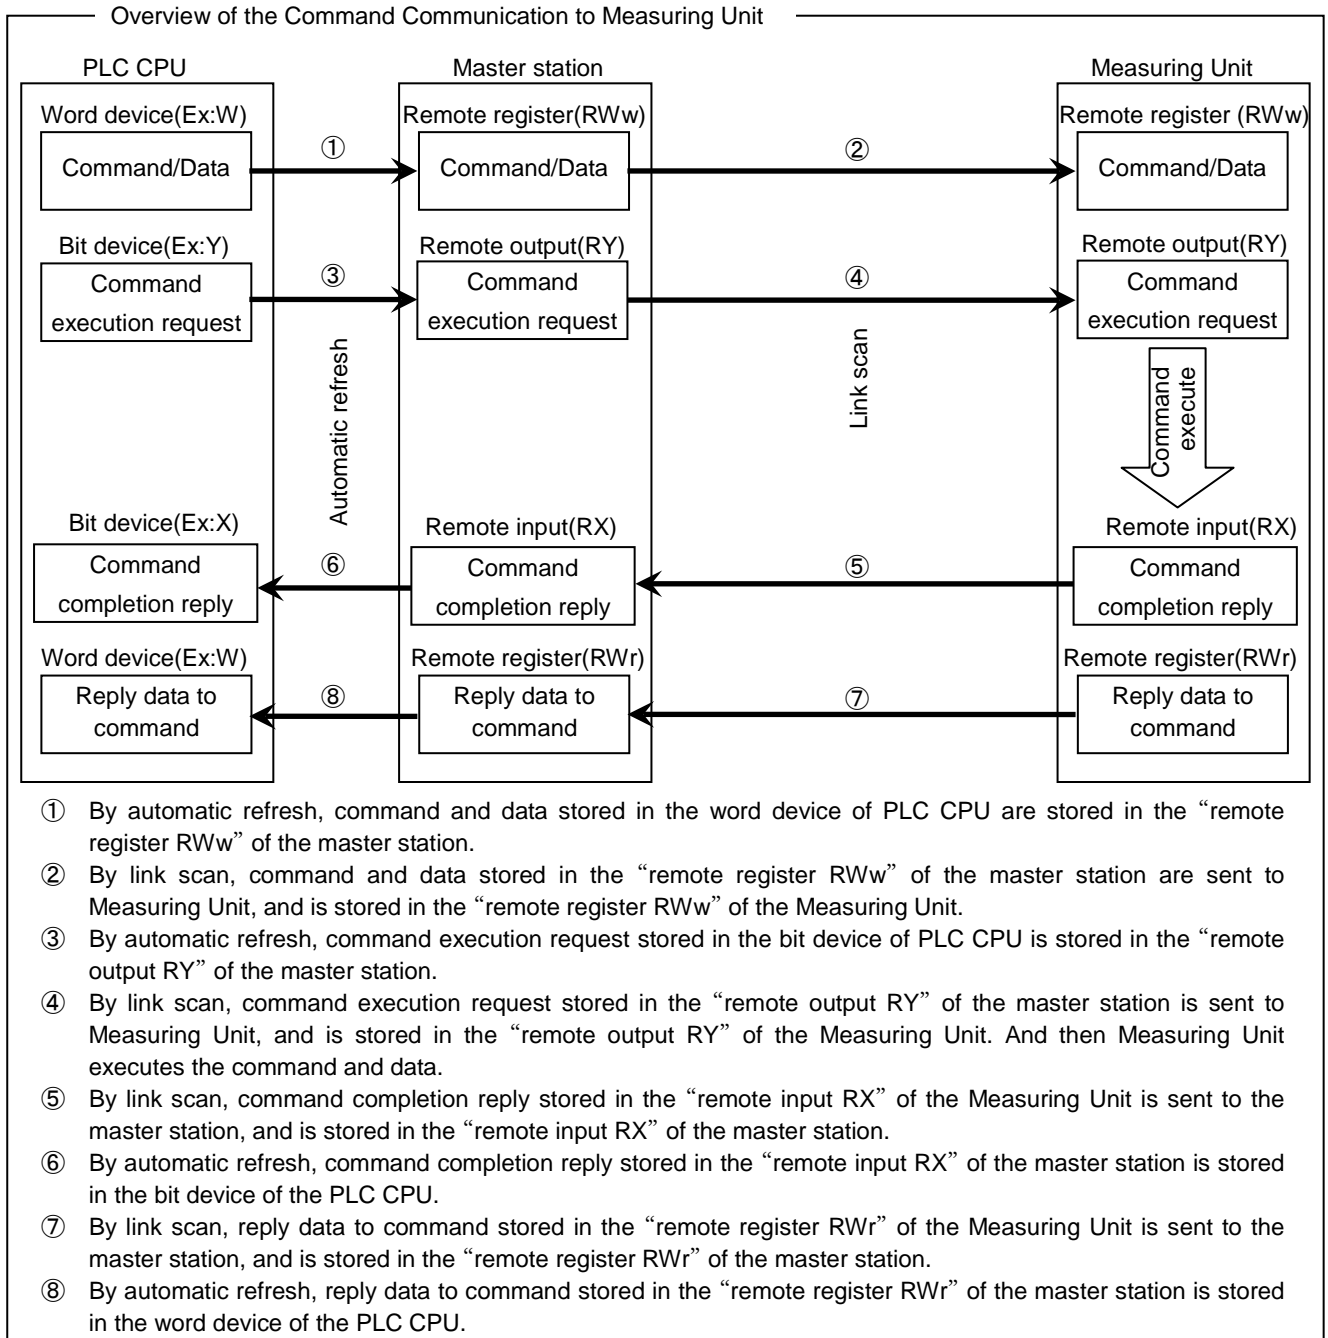 Overview of the Command Communication to Measuring Unit
PLC CPU
Master station
Measuring Unit
Word device(Ex:W)
Remote register(RWw)
Remote register (RWw)
Command/Data
①
Command/Data
②
Command/Data
Bit device(Ex:Y)
Remote output(RY)
Remote output(RY)
Command
execution request
③
Command
execution request
④
Command
execution request
Automatic refresh
Link scan
Command
execute
Bit device(Ex:X)
Remote input(RX)
Remote input(RX)
Command
completion reply
⑥
Command
completion reply
⑤
Command
completion reply
Word device(Ex:W)
Remote register(RWr)
Remote register(RWr)
Reply data to
command
⑧
Reply data to
command
⑦
Reply data to
command
① By automatic refresh, command and data stored in the word device of PLC CPU are stored in the “remote
register RWw” of the master station.
② By link scan, command and data stored in the “remote register RWw” of the master station are sent to
Measuring Unit, and is stored in the “remote register RWw” of the Measuring Unit.
③ By automatic refresh, command execution request stored in the bit device of PLC CPU is stored in the “remote
output RY” of the master station.
④ By link scan, command execution request stored in the “remote output RY” of the master station is sent to
Measuring Unit, and is stored in the “remote output RY” of the Measuring Unit. And then Measuring Unit
executes the command and data.
⑤ By link scan, command completion reply stored in the “remote input RX” of the Measuring Unit is sent to the
master station, and is stored in the “remote input RX” of the master station.
⑥ By automatic refresh, command completion reply stored in the “remote input RX” of the master station is stored
in the bit device of the PLC CPU.
⑦ By link scan, reply data to command stored in the “remote register RWr” of the Measuring Unit is sent to the
master station, and is stored in the “remote register RWr” of the master station.
⑧ By automatic refresh, reply data to command stored in the “remote register RWr” of the master station is stored
in the word device of the PLC CPU.